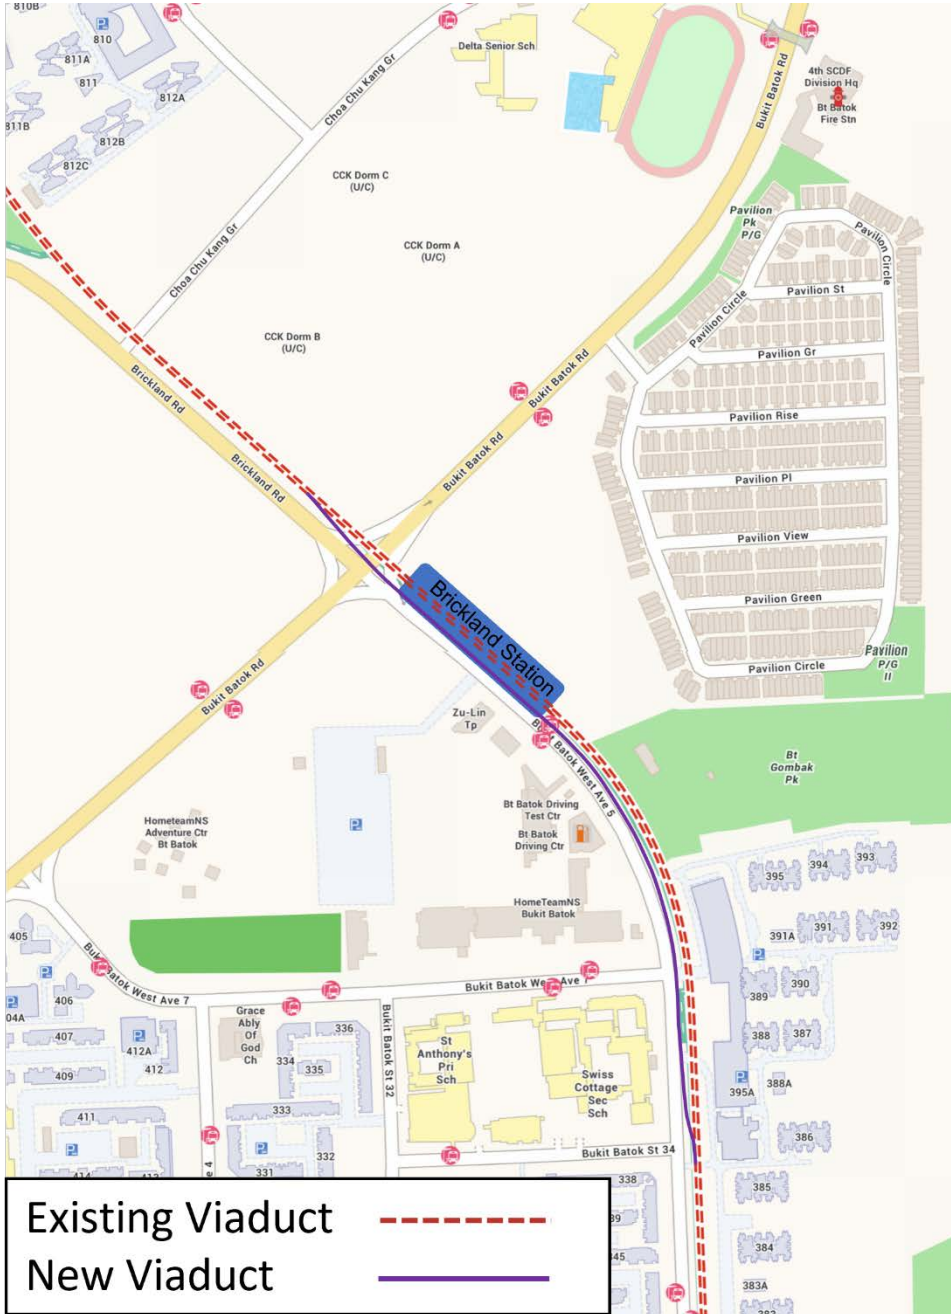 810B
810
811A
811
812A
811B
812B
812C
Choa Chu Kang Gr
Delta Senior Sch
Bukit Batok Rd
4th SCDF
Division Hq
Bt Batok
Fire Stn
CCK Dorm C
(U/C)
CCK Dorm A
(U/C)
CCK Dorm B
(U/C)
Choa Chu Kang Gr
Pavilion
Pk
P/G
Pavilion Circle
Pavilion St
Pavilion Circle
Pavilion Gr
Pavilion Rise
Pavilion Pl
Pavilion View
Pavilion Green
Pavilion Circle
Pavilion
P/G
II
Brickland Rd
Brickland Rd
Bukit Batok Rd
Bukit Batok Rd
Brickland Station
Bukit Batok Rd
Zu-Lin
Tp
Bukit Batok West Ave 5
Bt
Gombak
Pk
Bt Batok Driving
Test Ctr
Bt Batok
Driving Ctr
HometeamNS
Adventure Ctr
Bt Batok
P
HomeTeamNS
Bukit Batok
395
394
393
391A
391
392
389
390
388
387
388A
395A
386
385
384
383A
405
406
04A
407
412A
412
409
411
Bukit Batok West Ave 7
Bukit Batok West Ave 7
Grace
Ably
Of
God
Ch
336
334
335
333
332
331
Bukit Batok St 32
St
Anthony's
Pri
Sch
Swiss
Cottage
Sec
Sch
Bukit Batok St 34
338
345
Existing Viaduct
New Viaduct